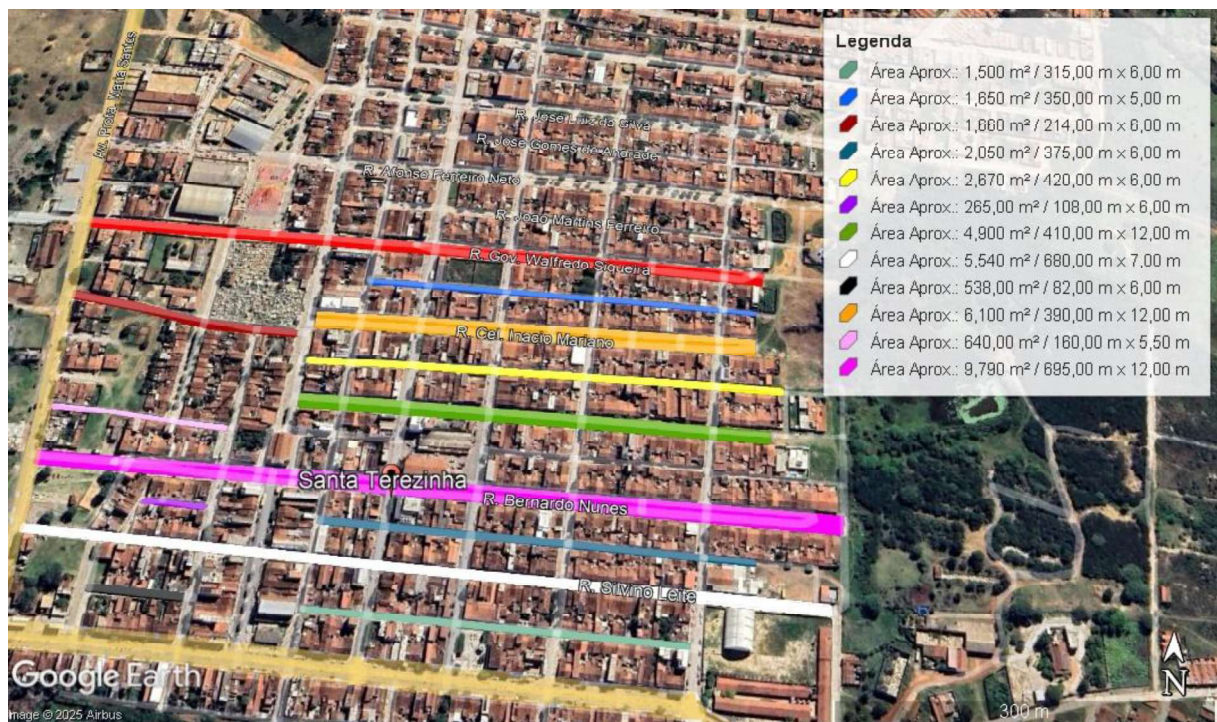 Legenda
Área Aprox.: 1,500 m² / 315,00 m x 6,00 m
Área Aprox.: 1,650 m² / 350,00 m x 5,00 m
Área Aprox.: 1,660 m² / 214,00 m x 6,00 m
Área Aprox.: 2,050 m² / 375,00 m x 6,00 m
Área Aprox.: 2,670 m² / 420,00 m x 6,00 m
Área Aprox.: 265,00 m² / 108,00 m x 6,00 m
Área Aprox.: 4,900 m² / 410,00 m x 12,00 m
Área Aprox.: 5,540 m² / 680,00 m x 7,00 m
Área Aprox.: 538,00 m² / 82,00 m x 6,00 m
Área Aprox.: 6,100 m² / 390,00 m x 12,00 m
Área Aprox.: 640,00 m² / 160,00 m x 5,50 m
Área Aprox.: 9,790 m² / 695,00 m x 12,00 m
Santos
R. José Luiz da Silva
R. José Gomes de Andrade
R. Afonso Ferreiro Neto
R. João Martins Ferreiro
R. Gov. Walfredo Siqueira
R. Cel. Inacio Mariano
Santa Terezinha
R. Bernardo Nunes
R. Silvino Leite
Google Earth
Image © 2025 Airbus
300 m
N